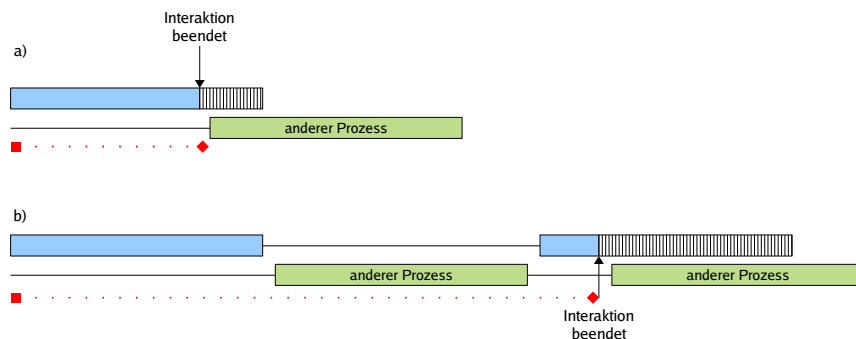 Interaktion
beendet
a)
anderer Prozess
b)
anderer Prozess
anderer Prozess
Interaktion
beendet